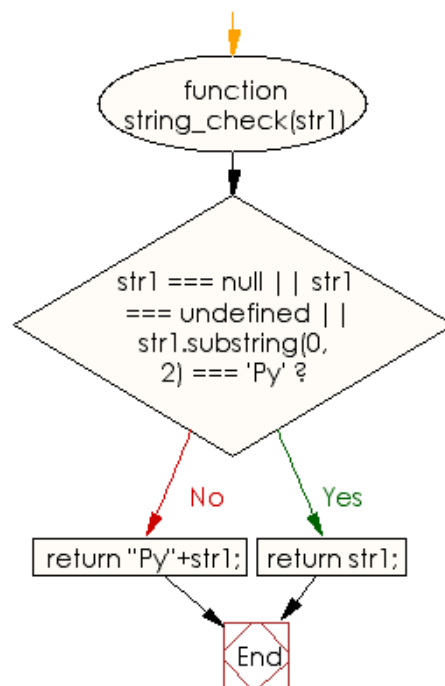 function
string_check(str1)
str1 === null || str1
=== undefined ||
str1.substring(0,
2) === 'Py' ?
No
Yes
return "Py"+str1;
return str1;
End